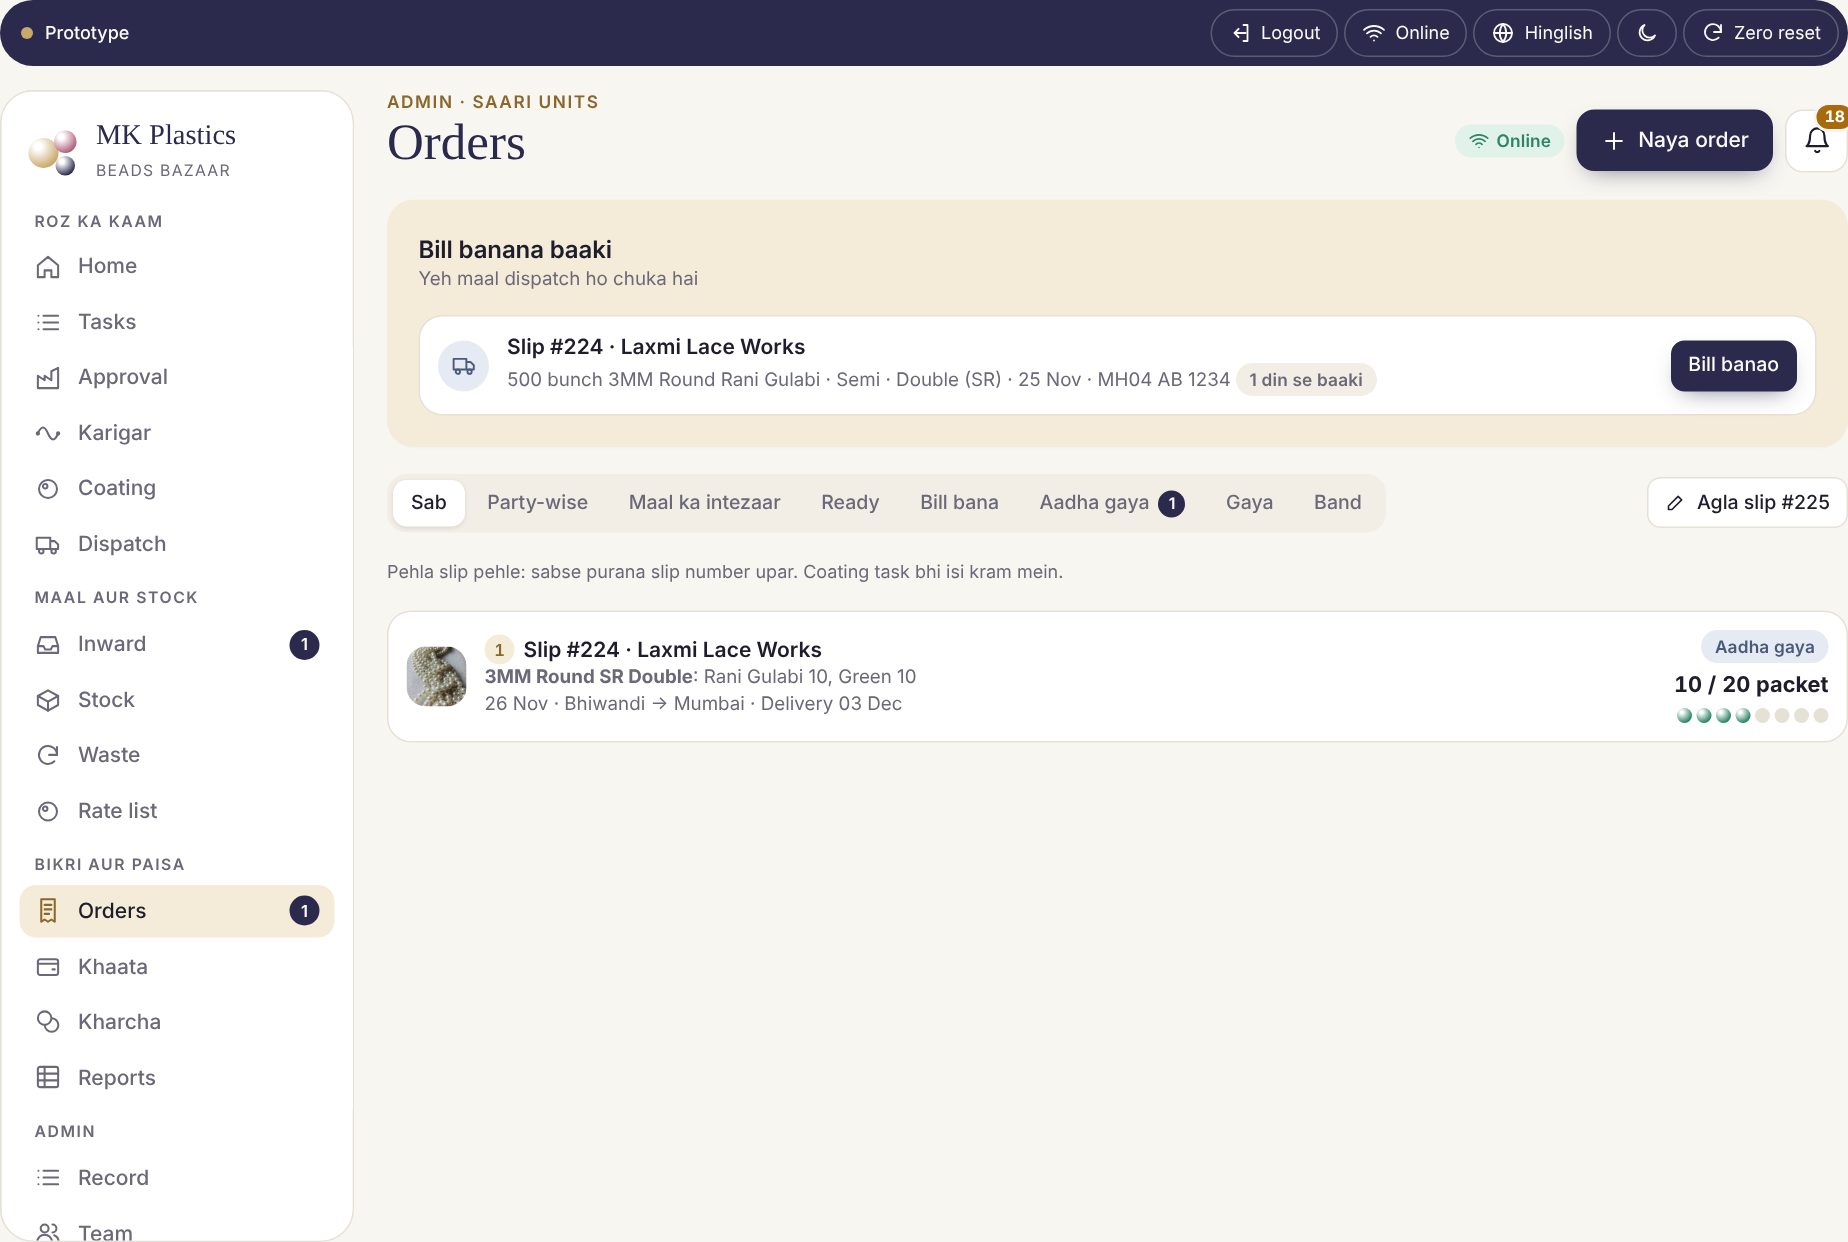 Prototype
Logout
Online
Hinglish
Zero reset
MK Plastics
BEADS BAZAAR
ROZ KA KAAM
Home
Tasks
Approval
Karigar
Coating
Dispatch
MAAL AUR STOCK
Inward 1
Stock
Waste
Rate list
BIKRI AUR PAISA
Orders 1
Khaata
Kharcha
Reports
ADMIN
Record
Team
ADMIN · SAARI UNITS
Orders
Online
Naya order
18
Bill banana baaki
Yeh maal dispatch ho chuka hai
Slip #224 · Laxmi Lace Works
500 bunch 3MM Round Rani Gulabi · Semi · Double (SR) · 25 Nov · MH04 AB 1234 1 din se baaki
Bill banao
Sab Party-wise Maal ka intezaar Ready Bill bana Aadha gaya 1 Gaya Band
Agla slip #225
Pehla slip pehle: sabse purana slip number upar. Coating task bhi isi kram mein.
1 Slip #224 · Laxmi Lace Works
3MM Round SR Double: Rani Gulabi 10, Green 10
26 Nov · Bhiwandi → Mumbai · Delivery 03 Dec
Aadha gaya
10 / 20 packet